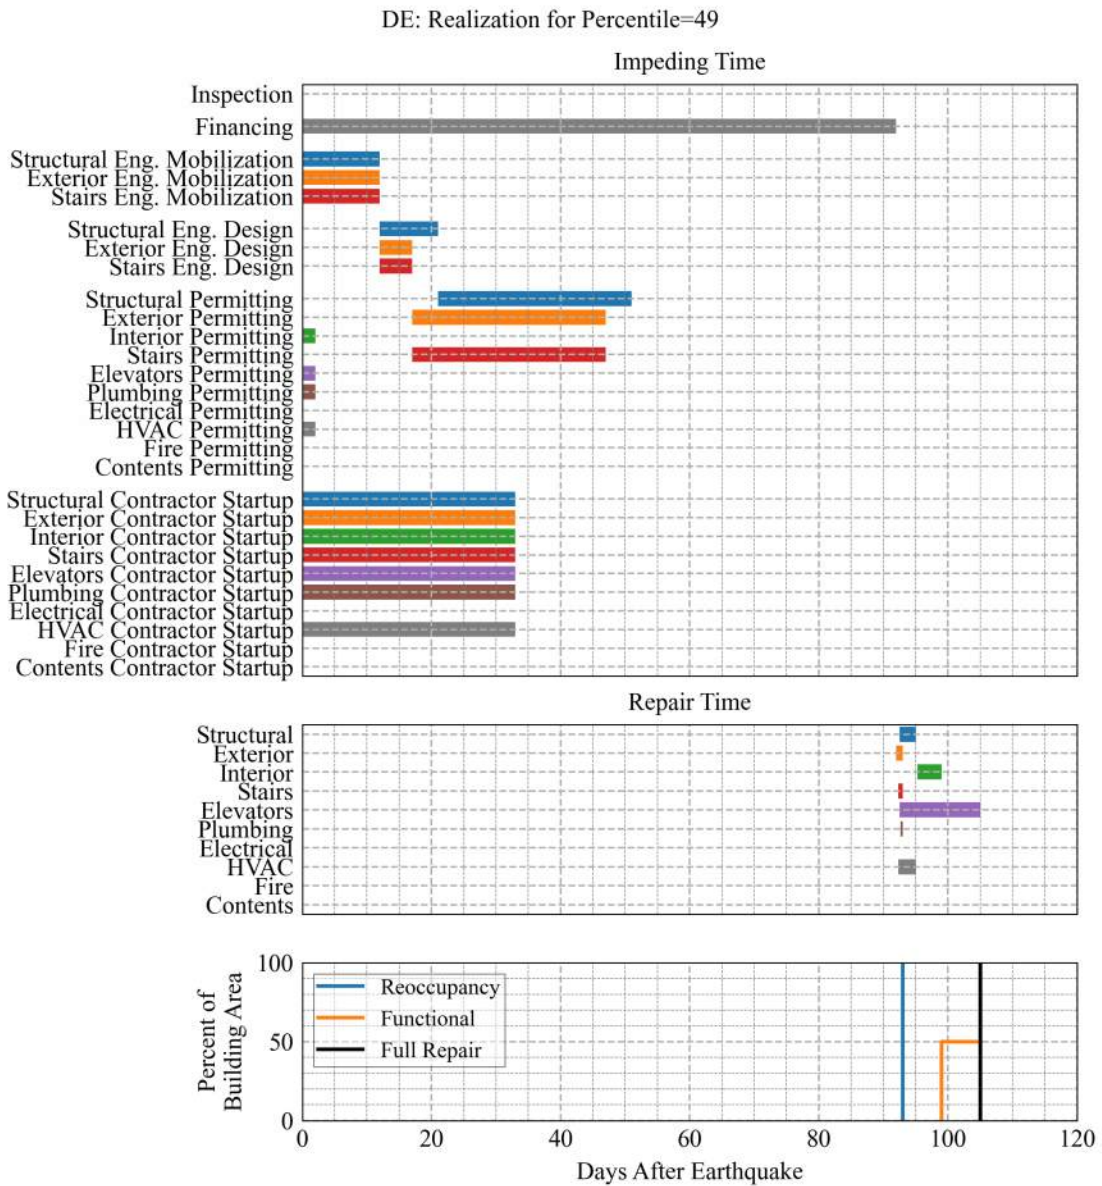 DE: Realization for Percentile=49
Impeding Time
Inspection
Financing
Structural Eng. Mobilization
Exterior Eng. Mobilization
Stairs Eng. Mobilization
Structural Eng. Design
Exterior Eng. Design
Stairs Eng. Design
Structural Permitting
Exterior Permitting
Interior Permitting
Stairs Permitting
Elevators Permitting
Plumbing Permitting
Electrical Permitting
HVAC Permitting
Fire Permitting
Contents Permitting
Structural Contractor Startup
Exterior Contractor Startup
Interior Contractor Startup
Stairs Contractor Startup
Elevators Contractor Startup
Plumbing Contractor Startup
Electrical Contractor Startup
HVAC Contractor Startup
Fire Contractor Startup
Contents Contractor Startup
Repair Time
Structural
Exterior
Interior
Stairs
Elevators
Plumbing
Electrical
HVAC
Fire
Contents
Percent of
Building Area
100
50
0
Reoccupancy
Functional
Full Repair
0 20 40 60 80 100 120
Days After Earthquake